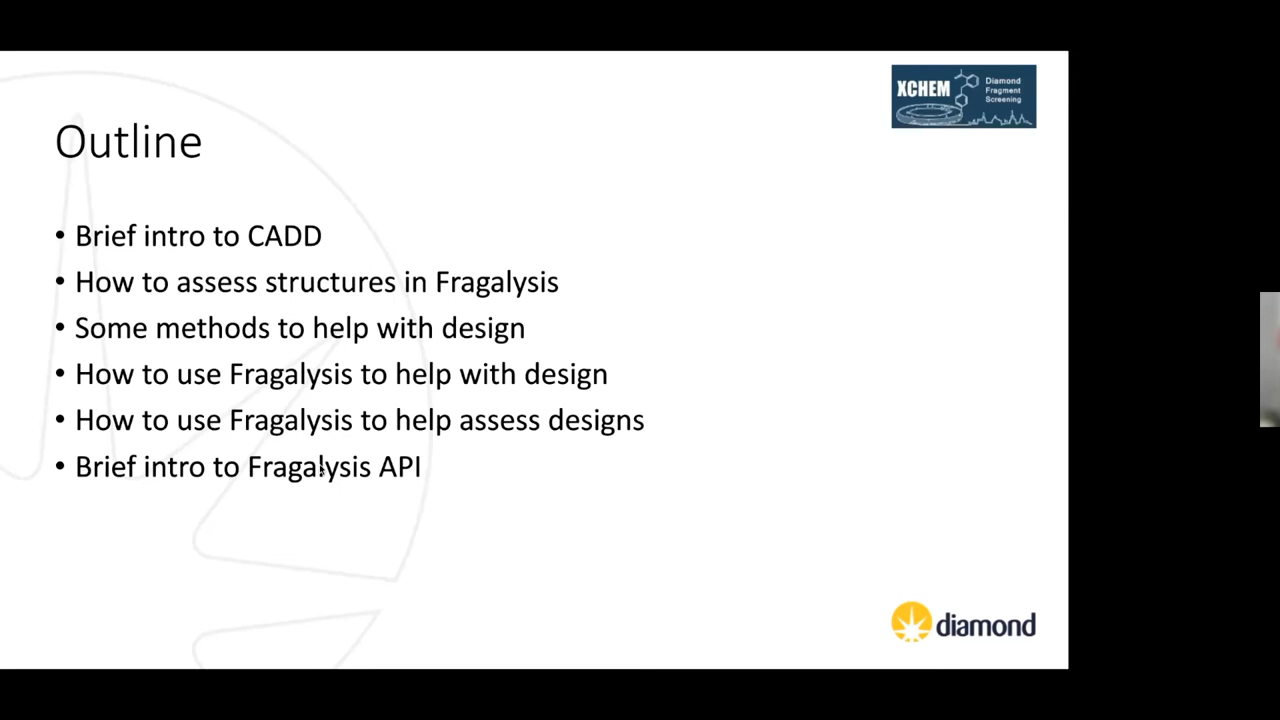 XCHEM
Diamond
Fragment
Screening
Outline
• Brief intro to CADD
• How to assess structures in Fragalysis
• Some methods to help with design
• How to use Fragalysis to help with design
• How to use Fragalysis to help assess designs
• Brief intro to Fragalysis API
diamond